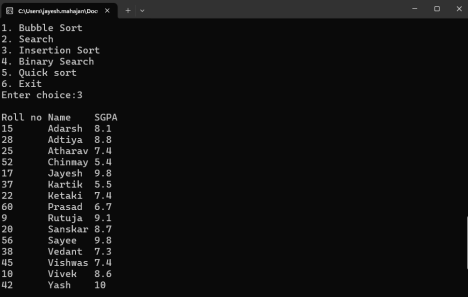 C:\Users\jayesh.mahajan\Doc
1. Bubble Sort
2. Search
3. Insertion Sort
4. Binary Search
5. Quick sort
6. Exit
Enter choice:3
Roll no Name    SGPA
15      Adarsh  8.1
28      Adtiya  8.8
25      Atharav 7.4
52      Chinmay 5.4
17      Jayesh  9.8
37      Kartik  5.5
22      Ketaki  7.4
60      Prasad  6.7
9       Rutuja  9.1
20      Sanskar 8.7
56      Sayee   9.8
38      Vedant  7.3
45      Vishwas 7.4
10      Vivek   8.6
42      Yash    10